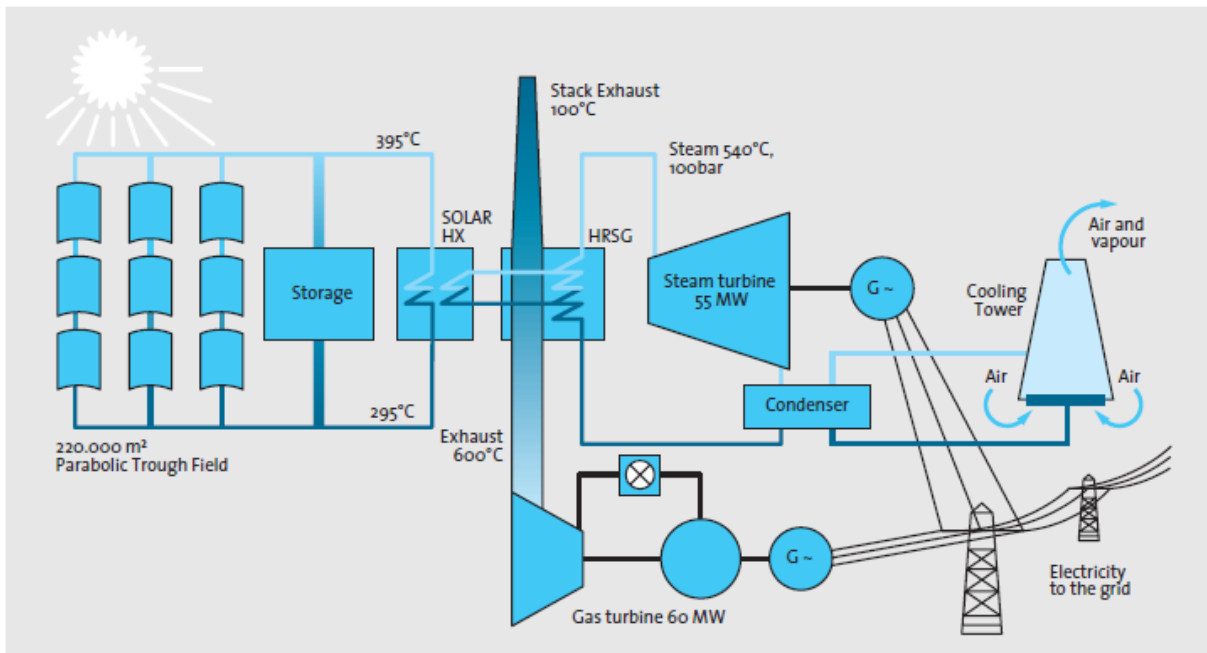 Stack Exhaust
100°C
395°C
Steam 540°C,
100bar
SOLAR
HX
HRSG
Air and
vapour
Storage
Steam turbine
55 MW
G ~
Cooling
Tower
Air
Air
Condenser
295°C
Exhaust
600°C
220.000 m²
Parabolic Trough Field
G ~
Gas turbine 60 MW
Electricity
to the grid